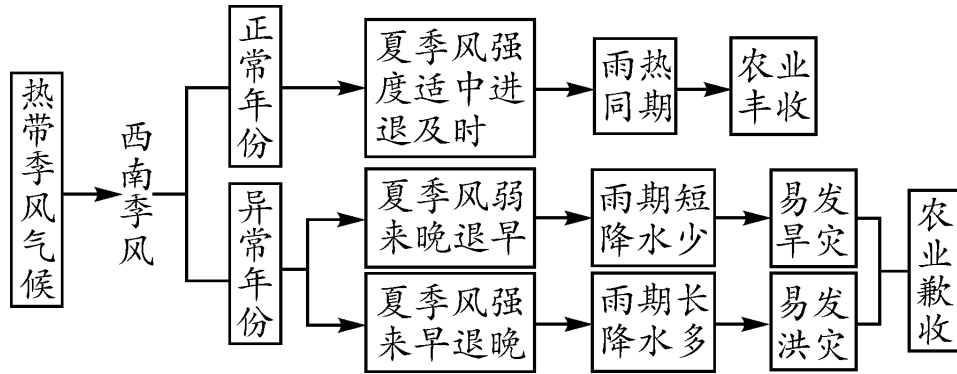 热带季风气候
西南季风
正常年份
夏季风强
度适中进
退及时
雨热
同期
农业
丰收
异常年份
夏季风弱
来晚退早
雨期短
降水少
易发
旱灾
夏季风强
来早退晚
雨期长
降水多
易发
洪灾
农业歉收